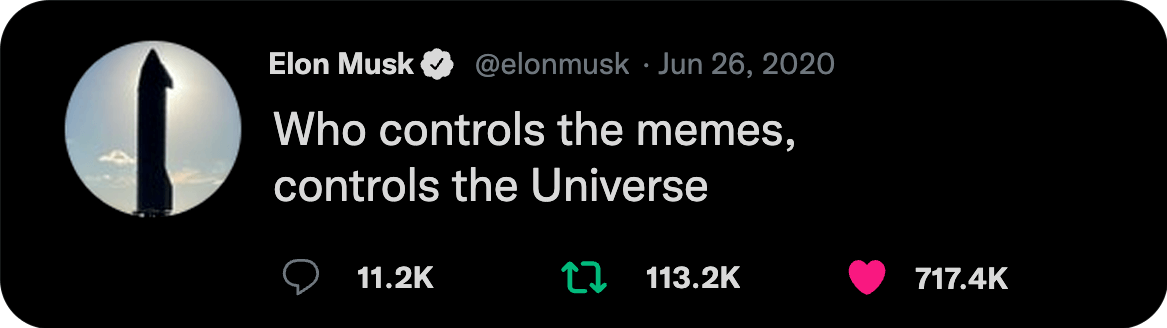 Elon Musk @elonmusk · Jun 26, 2020
Who controls the memes,
controls the Universe
11.2K 113.2K 717.4K